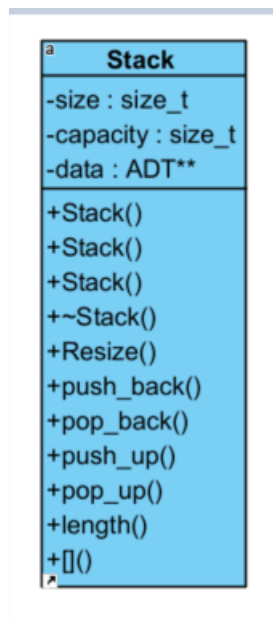 a
Stack
-size : size_t
-capacity : size_t
-data : ADT**
+Stack()
+Stack()
+Stack()
+~Stack()
+Resize()
+push_back()
+pop_back()
+push_up()
+pop_up()
+length()
+[]()